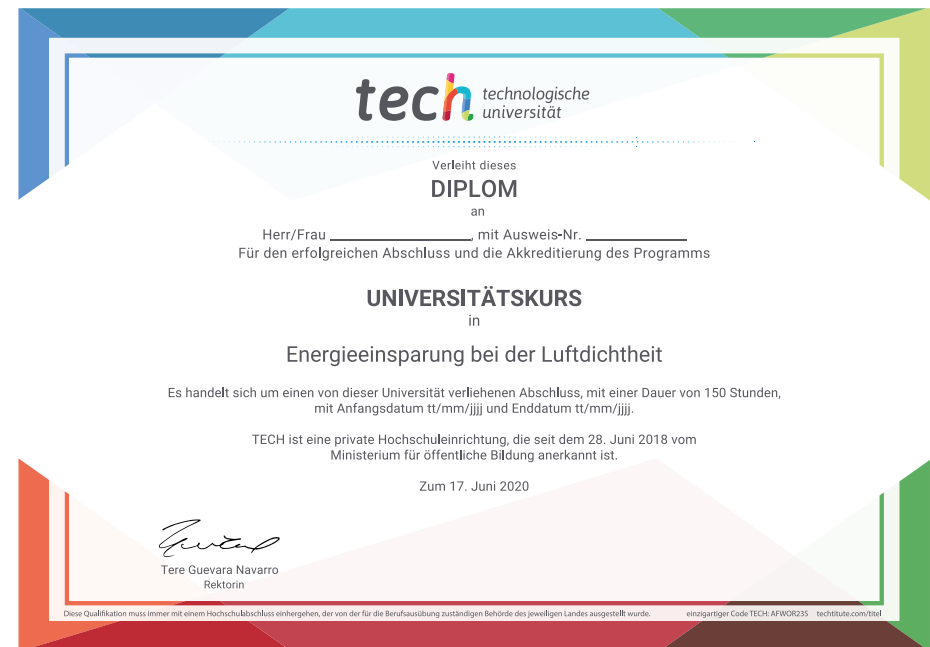 tech technologische
universität
Verleiht dieses
DIPLOM
an
Herr/Frau ____________________, mit Ausweis-Nr. ______________
Für den erfolgreichen Abschluss und die Akkreditierung des Programms
UNIVERSITÄTSKURS
in
Energieeinsparung bei der Luftdichtheit
Es handelt sich um einen von dieser Universität verliehenen Abschluss, mit einer Dauer von 150 Stunden,
mit Anfangsdatum tt/mm/jjjj und Enddatum tt/mm/jjjj.
TECH ist eine private Hochschuleinrichtung, die seit dem 28. Juni 2018 vom
Ministerium für öffentliche Bildung anerkannt ist.
Zum 17. Juni 2020
Tere Guevara Navarro
Rektorin
Diese Qualifikation muss immer mit einem Hochschulabschluss einhergehen, der von der für die Berufsausübung zuständigen Behörde des jeweiligen Landes ausgestellt wurde. einzigartiger Code TECH: AFWOR23S techtitute.com/titel